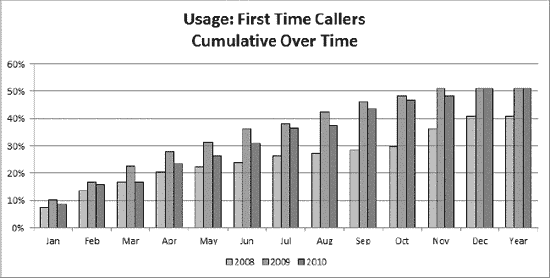 Usage: First Time Callers
Cumulative Over Time
60%
50%
40%
30%
20%
10%
0%
Jan Feb Mar Apr May Jun Jul Aug Sep Oct Nov Dec Year
2008 2009 2010